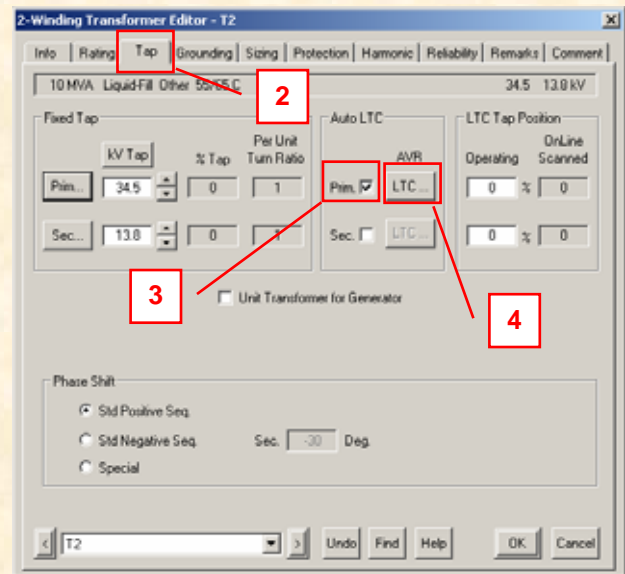 2-Winding Transformer Editor - T2
Info Rating Tap Grounding Sizing Protection Harmonic Reliability Remarks Comment
10 MVA Liquid-Fill Other 55/65 C 34.5 13.8 kV
2
Fixed Tap
kV Tap
% Tap
Per Unit
Turn Ratio
Prim...
34.5
0
1
Sec...
13.8
0
1
Auto LTC
AVR
Prim.
LTC ...
Sec.
LTC ...
LTC Tap Position
Operating
OnLine
Scanned
0 % 0
0 % 0
3
Unit Transformer for Generator
4
Phase Shift
Std Positive Seq.
Std Negative Seq.
Sec. -30 Deg.
Special
< T2 > Undo Find Help OK Cancel